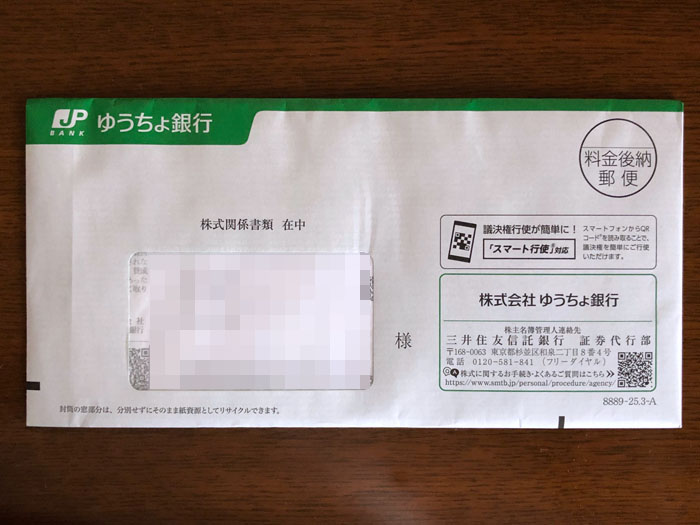 JP
BANK
ゆうちょ銀行
料金後納
郵便
株式関係書類 在中
議決権行使が簡単に!
「スマート行使」®対応
スマートフォンからQR
コード®を読み取ることで、
議決権を簡単にご行使
いただけます。
様
株式会社 ゆうちょ銀行
株主名簿管理人連絡先
三井住友信託銀行 証券代行部
〒168-0063 東京都杉並区和泉二丁目8番4号
電話 0120-581-841 (フリーダイヤル)
Q A 株式に関するお手続き・よくあるご質問はこちら
https://www.smtb.jp/personal/procedure/agency/
8889-25.3-A
封筒の窓部分は、分別せずにそのまま紙資源としてリサイクルできます。